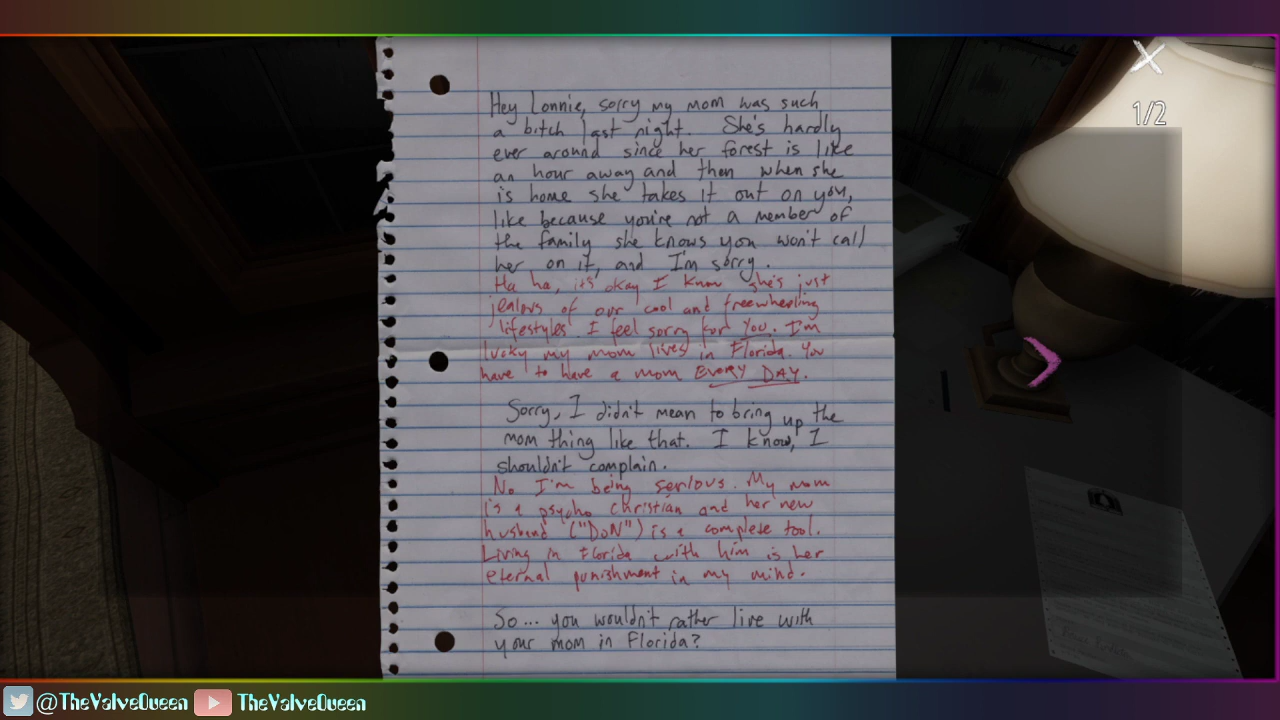 1/2
Hey Lonnie, sorry my mom was such
a bitch last night. She's hardly
ever around since her forest is like
an hour away and then when she
is home she takes it out on you,
like because you're not a member of
the family she knows you won't call
her on it, and I'm sorry.
Ha ha, it's okay I know she's just
jealous of our cool and freewheeling
lifestyles. I feel sorry for You. I'm
lucky my mom lives in Florida. You
have to have a mom EVERY DAY.
Sorry, I didn't mean to bring up the
mom thing like that. I know, I
shouldn't complain.
No I'm being serious. My mom
is a psycho Christian and her new
husband ("DON") is a complete tool.
Living in Florida with him is her
eternal punishment in my mind.
So... you wouldn't rather live with
your mom in Florida?
@TheValveQueen TheValveQueen